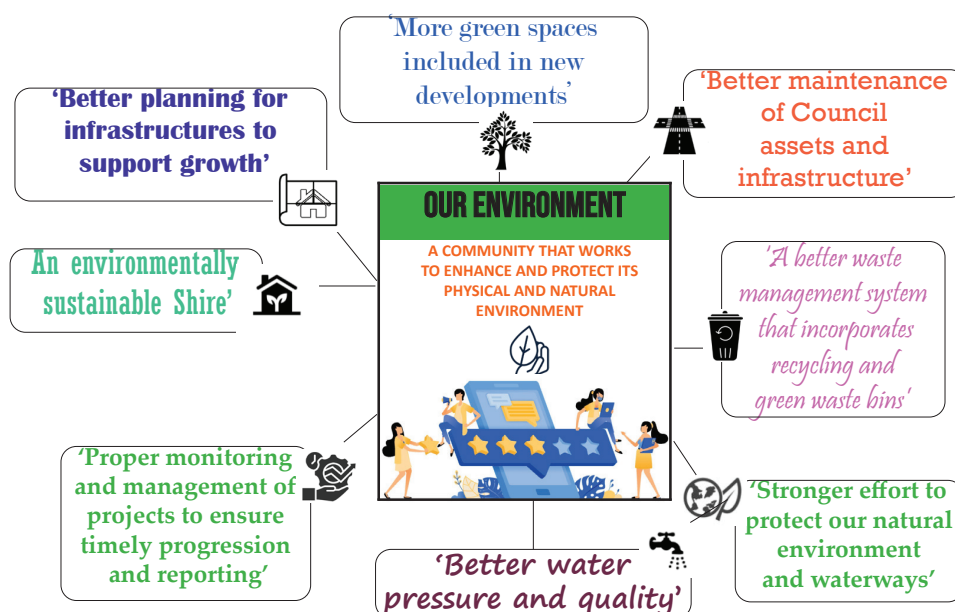 ‘More green spaces
included in new
developments’
‘Better planning for
infrastructures to
support growth’
‘Better maintenance
of Council
assets and
infrastructure’
OUR ENVIRONMENT
A COMMUNITY THAT WORKS
TO ENHANCE AND PROTECT ITS
PHYSICAL AND NATURAL
ENVIRONMENT
An environmentally
sustainable Shire’
‘A better waste
management system
that incorporates
recycling and
green waste bins‘
‘Proper monitoring
and management of
projects to ensure
timely progression
and reporting’
‘Stronger effort to
protect our natural
environment
and waterways’
‘Better water
pressure and quality’